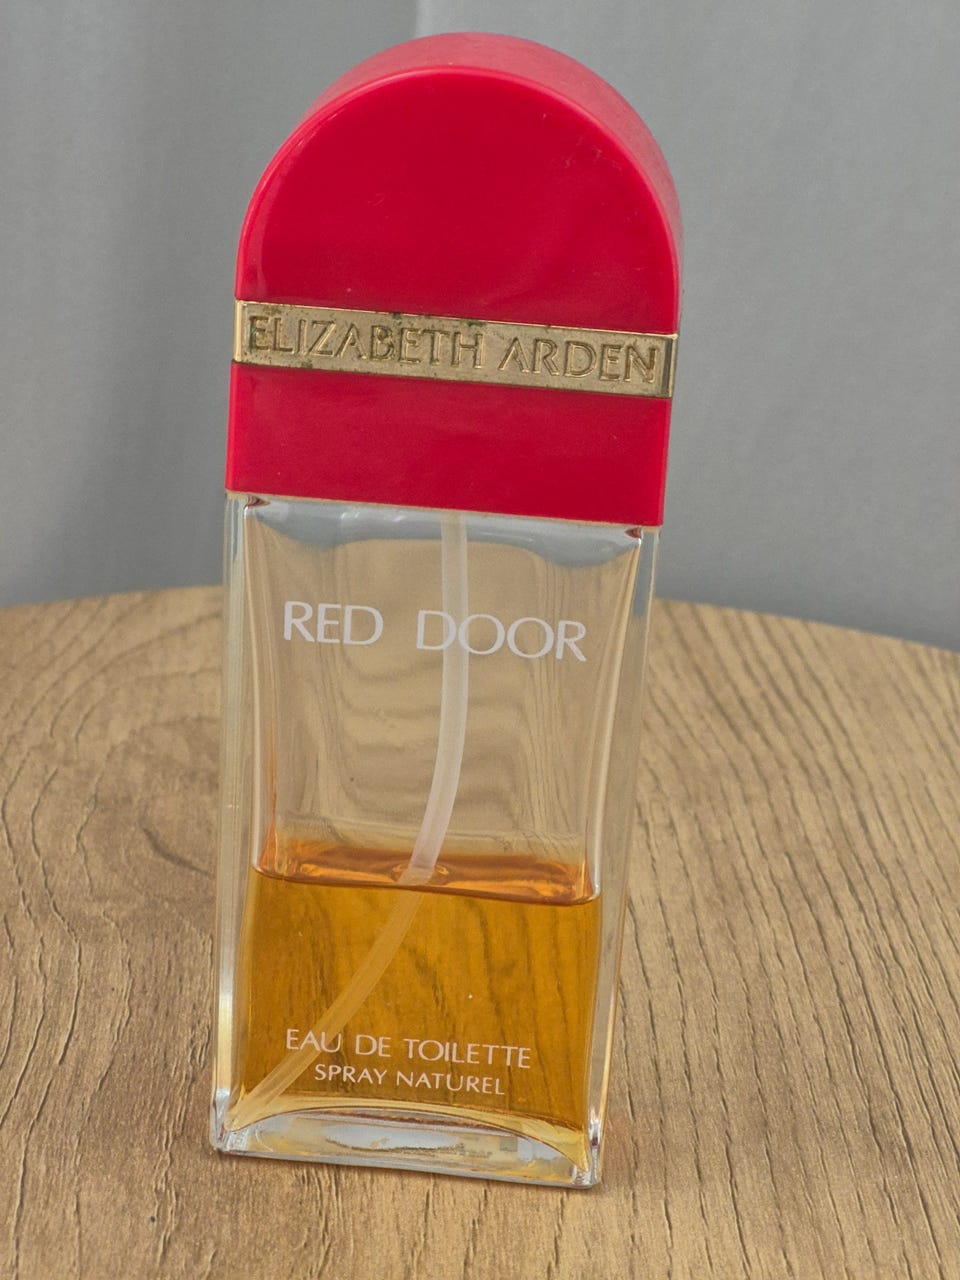 ELIZABETH ARDEN
RED DOOR
EAU DE TOILETTE
SPRAY NATUREL